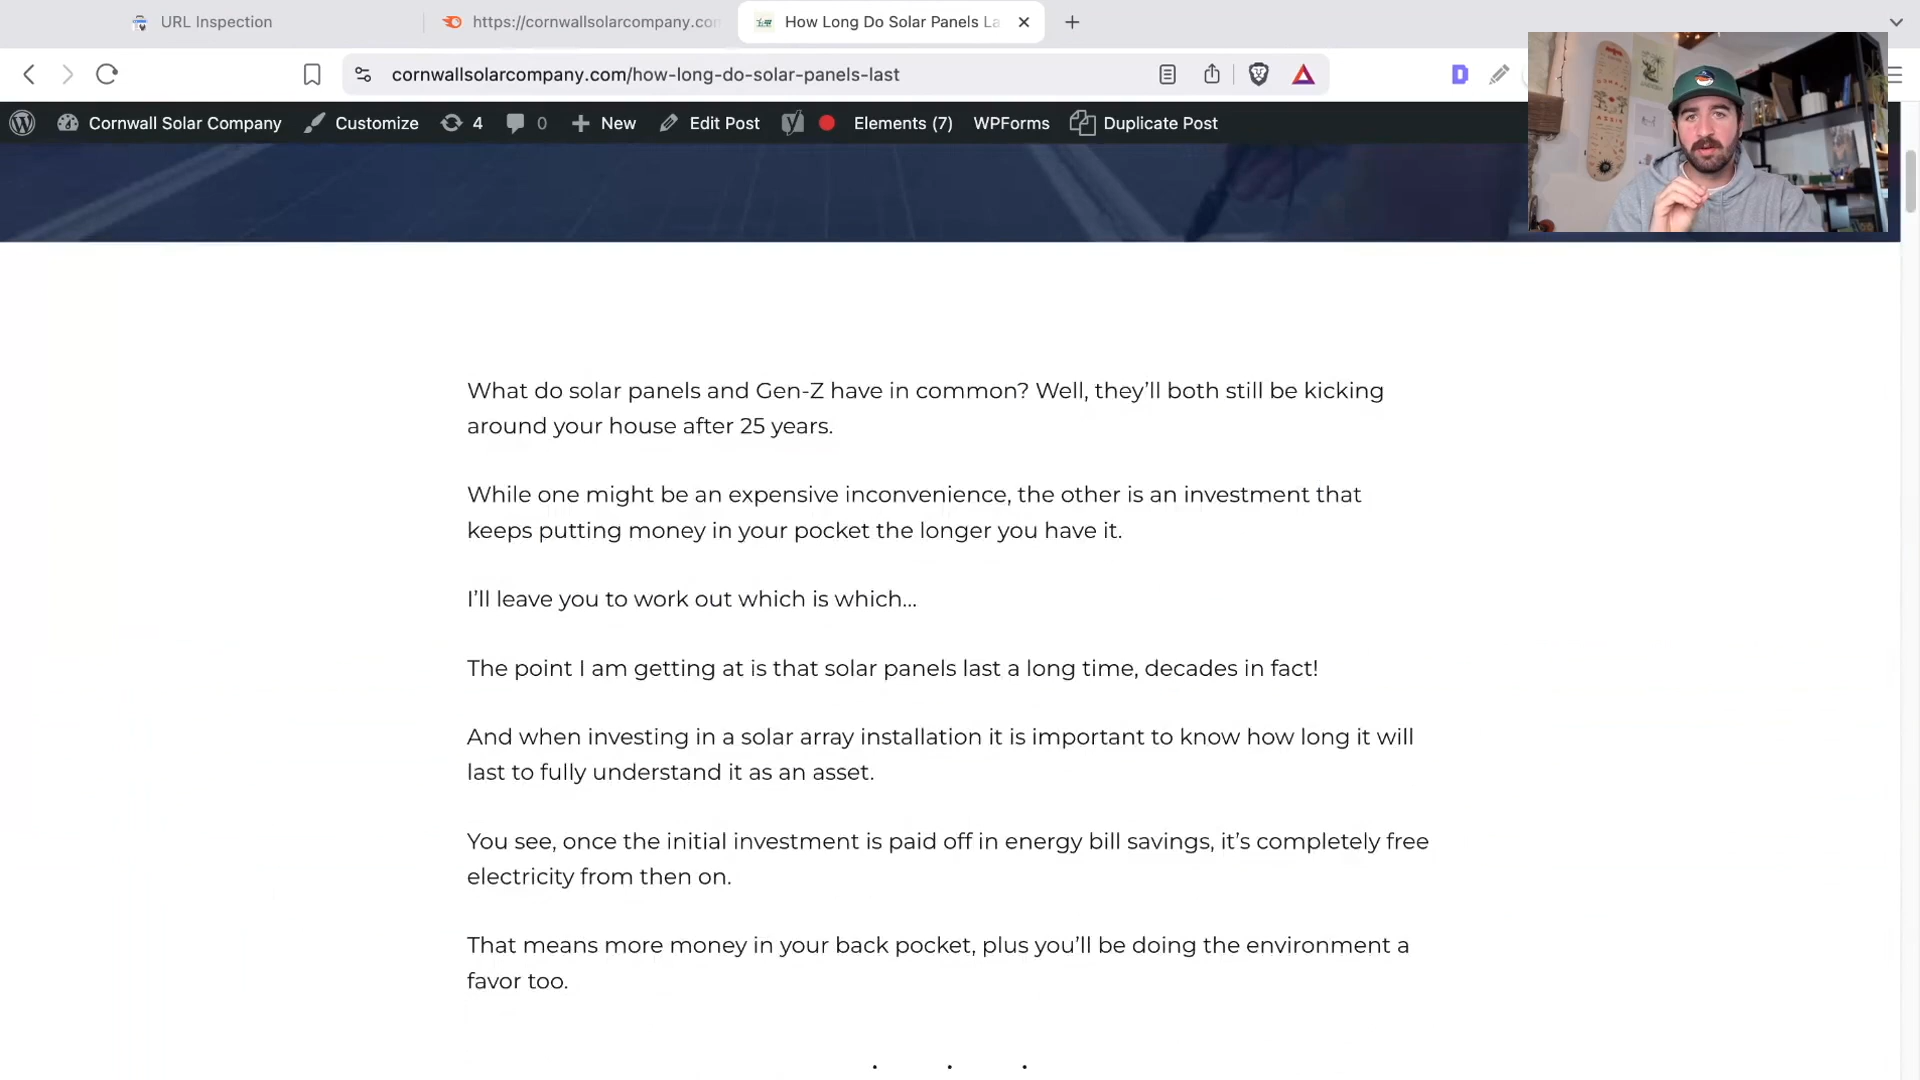 URL Inspection
https://cornwallsolarcompany.co
How Long Do Solar Panels La
cornwallsolarcompany.com/how-long-do-solar-panels-last
Cornwall Solar Company
Customize
4
0
New
Edit Post
Elements (7)
WPForms
Duplicate Post
What do solar panels and Gen-Z have in common? Well, they’ll both still be kicking
around your house after 25 years.
While one might be an expensive inconvenience, the other is an investment that
keeps putting money in your pocket the longer you have it.
I’ll leave you to work out which is which…
The point I am getting at is that solar panels last a long time, decades in fact!
And when investing in a solar array installation it is important to know how long it will
last to fully understand it as an asset.
You see, once the initial investment is paid off in energy bill savings, it’s completely free
electricity from then on.
That means more money in your back pocket, plus you’ll be doing the environment a
favor too.